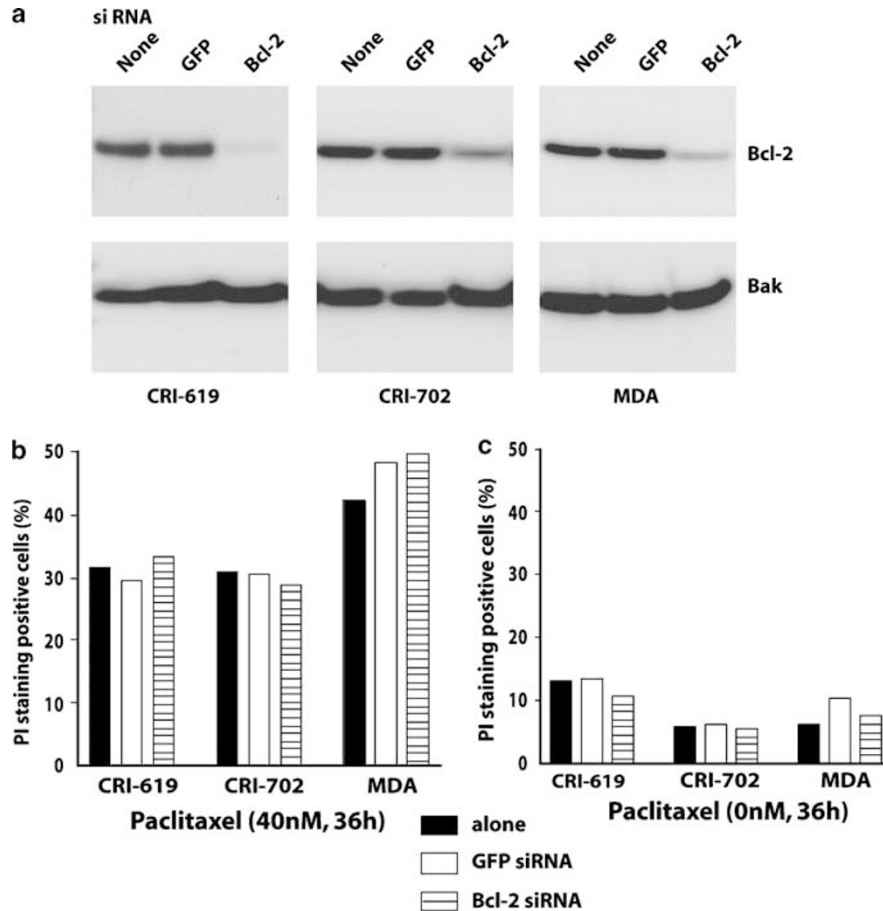 a
si RNA
None GFP Bcl-2 None GFP Bcl-2 None GFP Bcl-2
Bcl-2
Bak
CRI-619 CRI-702 MDA
b
PI staining positive cells (%)
50
40
30
20
10
0
CRI-619 CRI-702 MDA
Paclitaxel (40nM, 36h)
c
PI staining positive cells (%)
50
40
30
20
10
0
CRI-619 CRI-702 MDA
Paclitaxel (0nM, 36h)
alone
GFP siRNA
Bcl-2 siRNA